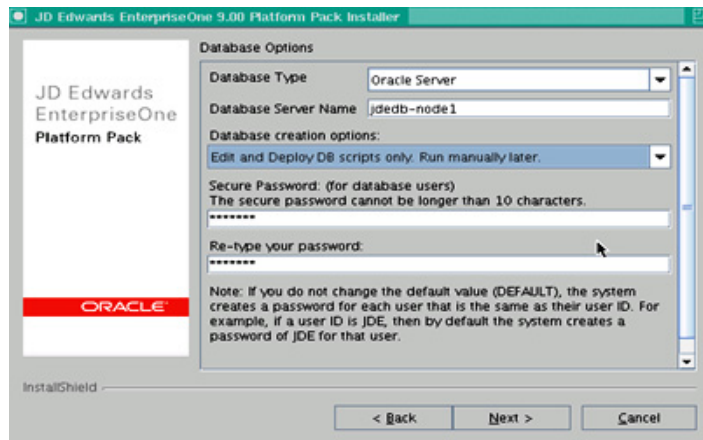 JD Edwards EnterpriseOne 9.00 Platform Pack Installer
JD Edwards
EnterpriseOne
Platform Pack
ORACLE
Database Options
Database Type
Oracle Server
Database Server Name
jdedb-node1
Database creation options:
Edit and Deploy DB scripts only. Run manually later.
Secure Password: (for database users)
The secure password cannot be longer than 10 characters.
*******
Re-type your password:
*******
Note: If you do not change the default value (DEFAULT), the system
creates a password for each user that is the same as their user ID. For
example, if a user ID is JDE, then by default the system creates a
password of JDE for that user.
InstallShield
< Back
Next >
Cancel